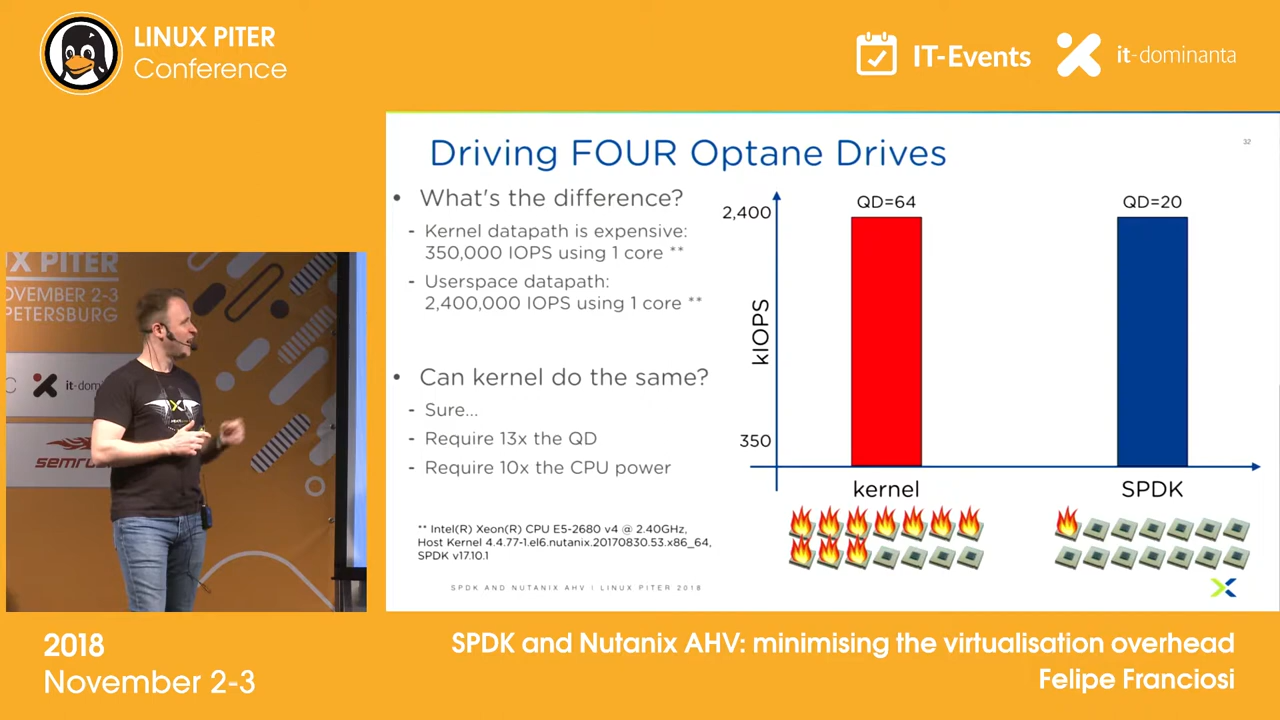 LINUX PITER
Conference
IT-Events
it-dominanta
Driving FOUR Optane Drives
32
• What's the difference?
- Kernel datapath is expensive:
350,000 IOPS using 1 core **
- Userspace datapath:
2,400,000 IOPS using 1 core **
• Can kernel do the same?
- Sure...
- Require 13x the QD
- Require 10x the CPU power
** Intel(R) Xeon(R) CPU E5-2680 v4 @ 2.40GHz,
Host Kernel 4.4.77-1.el6.nutanix.20170830.53.x86_64,
SPDK v17.10.1
SPDK AND NUTANIX AHV | LINUX PITER 2018
QD=64
QD=20
2,400
kIOPS
350
kernel
SPDK
UX PITER
OVEMBER 2-3
PETERSBURG
C
it-dom
semrus
2018
November 2-3
SPDK and Nutanix AHV: minimising the virtualisation overhead
Felipe Franciosi